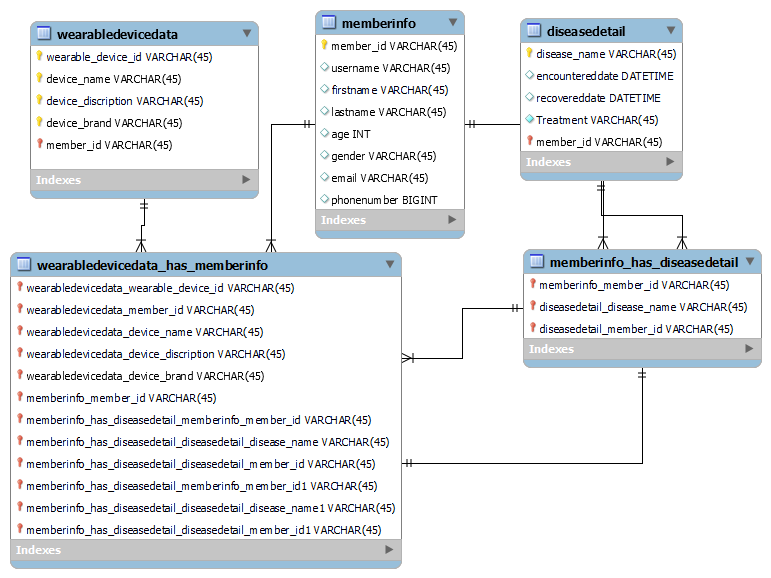 wearabledevicedata
wearable_device_id VARCHAR(45)
device_name VARCHAR(45)
device_discription VARCHAR(45)
device_brand VARCHAR(45)
member_id VARCHAR(45)
Indexes
memberinfo
member_id VARCHAR(45)
username VARCHAR(45)
firstname VARCHAR(45)
lastname VARCHAR(45)
age INT
gender VARCHAR(45)
email VARCHAR(45)
phonenumber BIGINT
Indexes
diseasedetail
disease_name VARCHAR(45)
encountereddate DATETIME
recovereddate DATETIME
Treatment VARCHAR(45)
member_id VARCHAR(45)
Indexes
wearabledevicedata_has_memberinfo
wearabledevicedata_wearable_device_id VARCHAR(45)
wearabledevicedata_member_id VARCHAR(45)
wearabledevicedata_device_name VARCHAR(45)
wearabledevicedata_device_discription VARCHAR(45)
wearabledevicedata_device_brand VARCHAR(45)
memberinfo_member_id VARCHAR(45)
memberinfo_has_diseasedetail_memberinfo_member_id VARCHAR(45)
memberinfo_has_diseasedetail_diseasedetail_disease_name VARCHAR(45)
memberinfo_has_diseasedetail_diseasedetail_member_id VARCHAR(45)
memberinfo_has_diseasedetail_memberinfo_member_id1 VARCHAR(45)
memberinfo_has_diseasedetail_diseasedetail_disease_name1 VARCHAR(45)
memberinfo_has_diseasedetail_diseasedetail_member_id1 VARCHAR(45)
Indexes
memberinfo_has_diseasedetail
memberinfo_member_id VARCHAR(45)
diseasedetail_disease_name VARCHAR(45)
diseasedetail_member_id VARCHAR(45)
Indexes